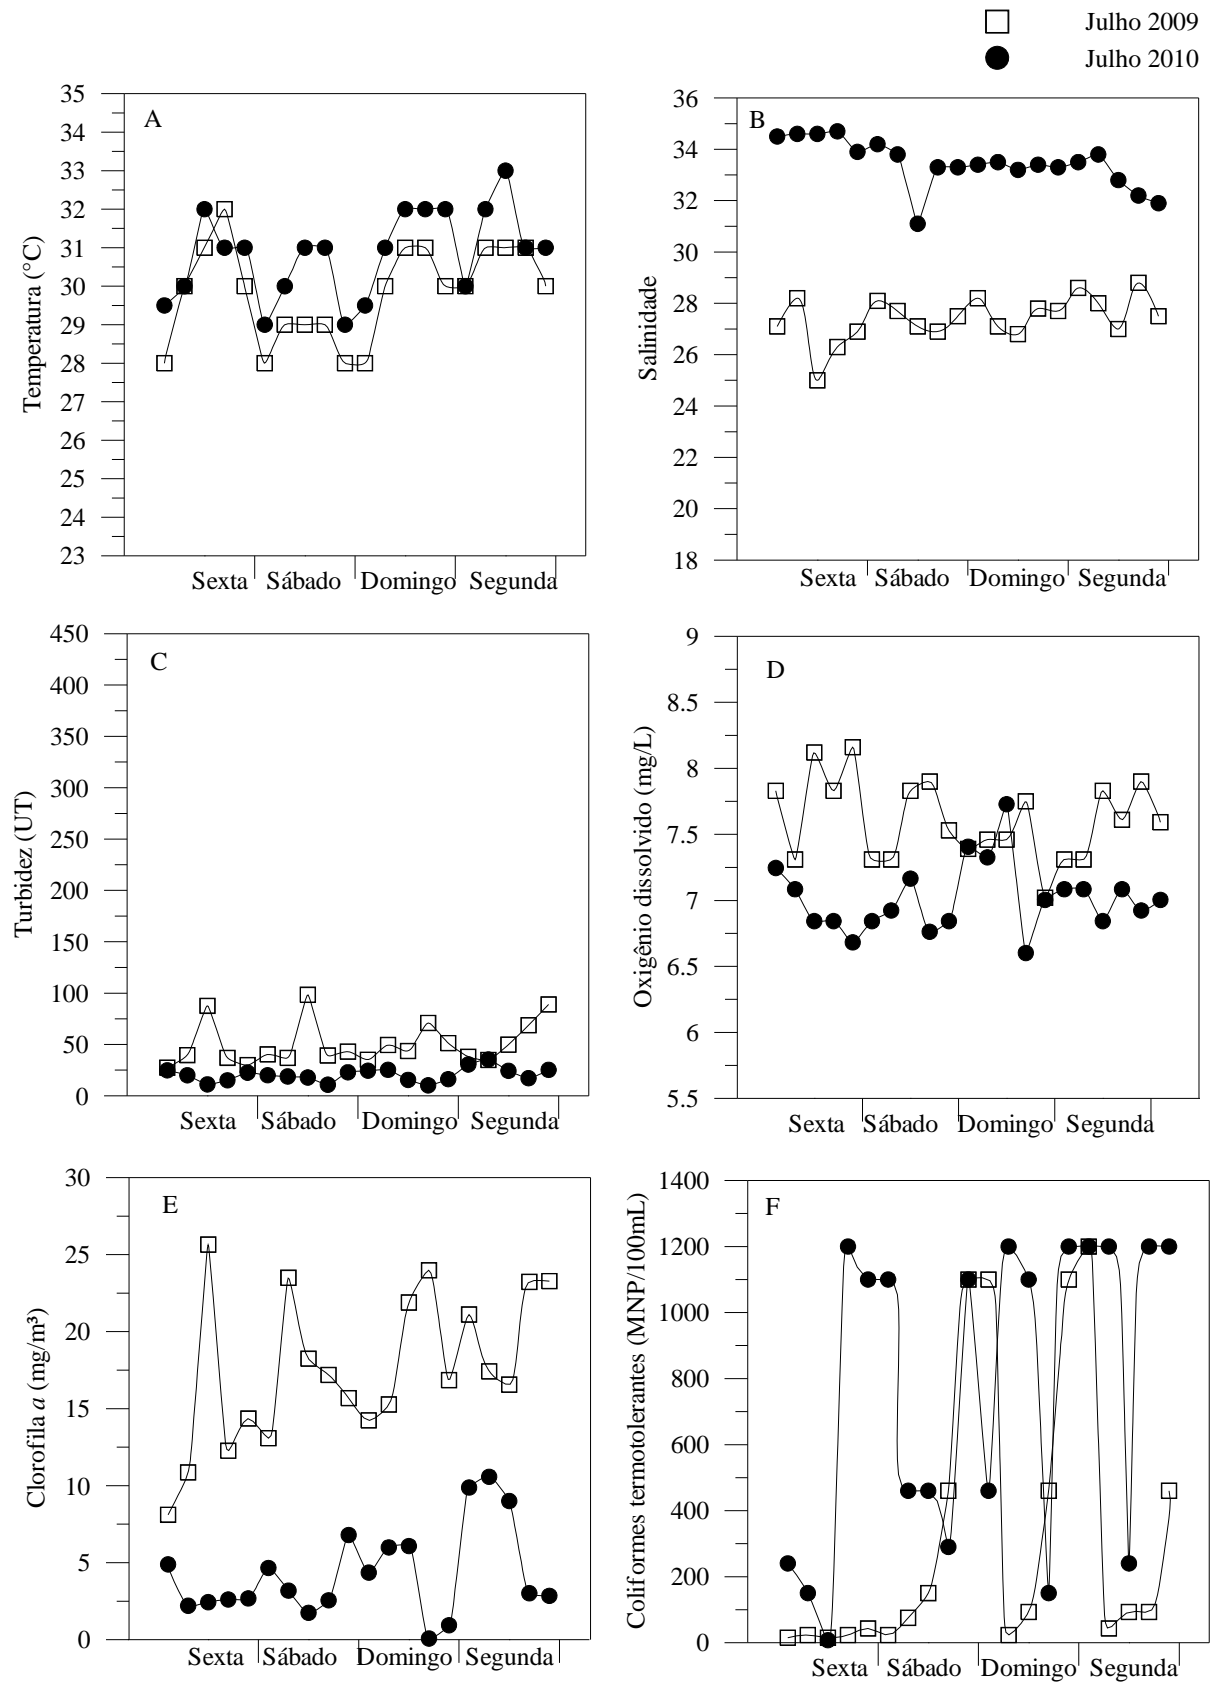 Julho 2009
Julho 2010
A
Temperatura (°C)
35
34
33
32
31
30
29
28
27
26
25
24
23
Sexta Sábado Domingo Segunda
B
Salinidade
36
34
32
30
28
26
24
22
20
18
Sexta Sábado Domingo Segunda
C
Turbidez (UT)
450
400
350
300
250
200
150
100
50
0
Sexta Sábado Domingo Segunda
D
Oxigênio dissolvido (mg/L)
9
8.5
8
7.5
7
6.5
6
5.5
Sexta Sábado Domingo Segunda
E
Clorofila a (mg/m³)
30
25
20
15
10
5
0
Sexta Sábado Domingo Segunda
F
Coliformes termotolerantes (MNP/100mL)
1400
1200
1000
800
600
400
200
0
Sexta Sábado Domingo Segunda